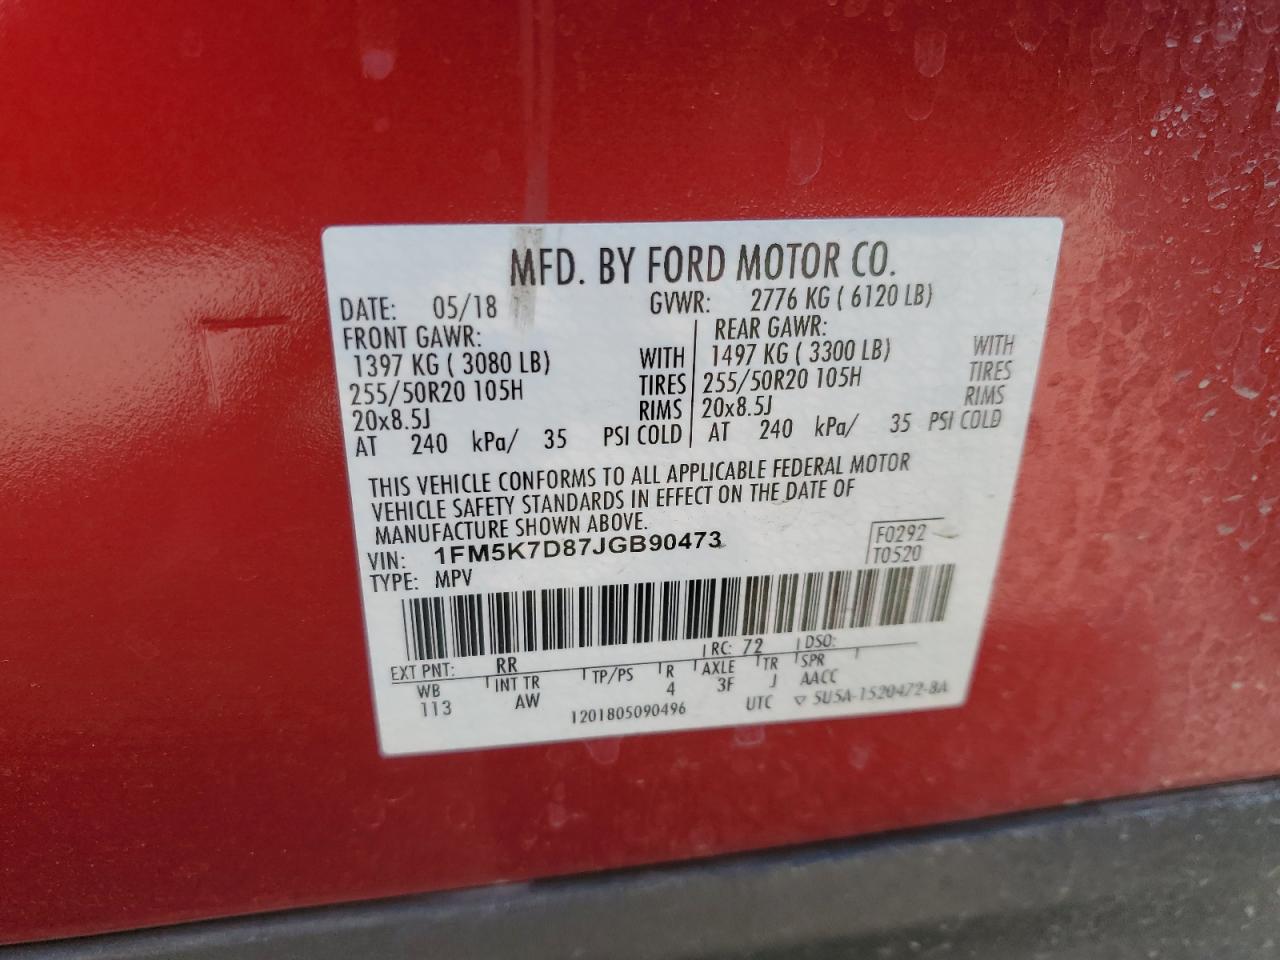 MFD. BY FORD MOTOR CO.
DATE: 05/18 GVWR: 2776 KG ( 6120 LB)
FRONT GAWR: REAR GAWR:
1397 KG ( 3080 LB) WITH 1497 KG ( 3300 LB) WITH
255/50R20 105H TIRES 255/50R20 105H TIRES
20x8.5J RIMS 20x8.5J RIMS
AT 240 kPa/ 35 PSI COLD AT 240 kPa/ 35 PSI COLD
THIS VEHICLE CONFORMS TO ALL APPLICABLE FEDERAL MOTOR
VEHICLE SAFETY STANDARDS IN EFFECT ON THE DATE OF
MANUFACTURE SHOWN ABOVE.
VIN: 1FM5K7D87JGB90473 F0292
TYPE: MPV T0520
EXT PNT: RR RC: 72 DSO:
WB INT TR TP/PS R AXLE TR SPR
113 AW 4 3F J AACC
1201805090496 UTC ▽ 5U5A-1520472-BA